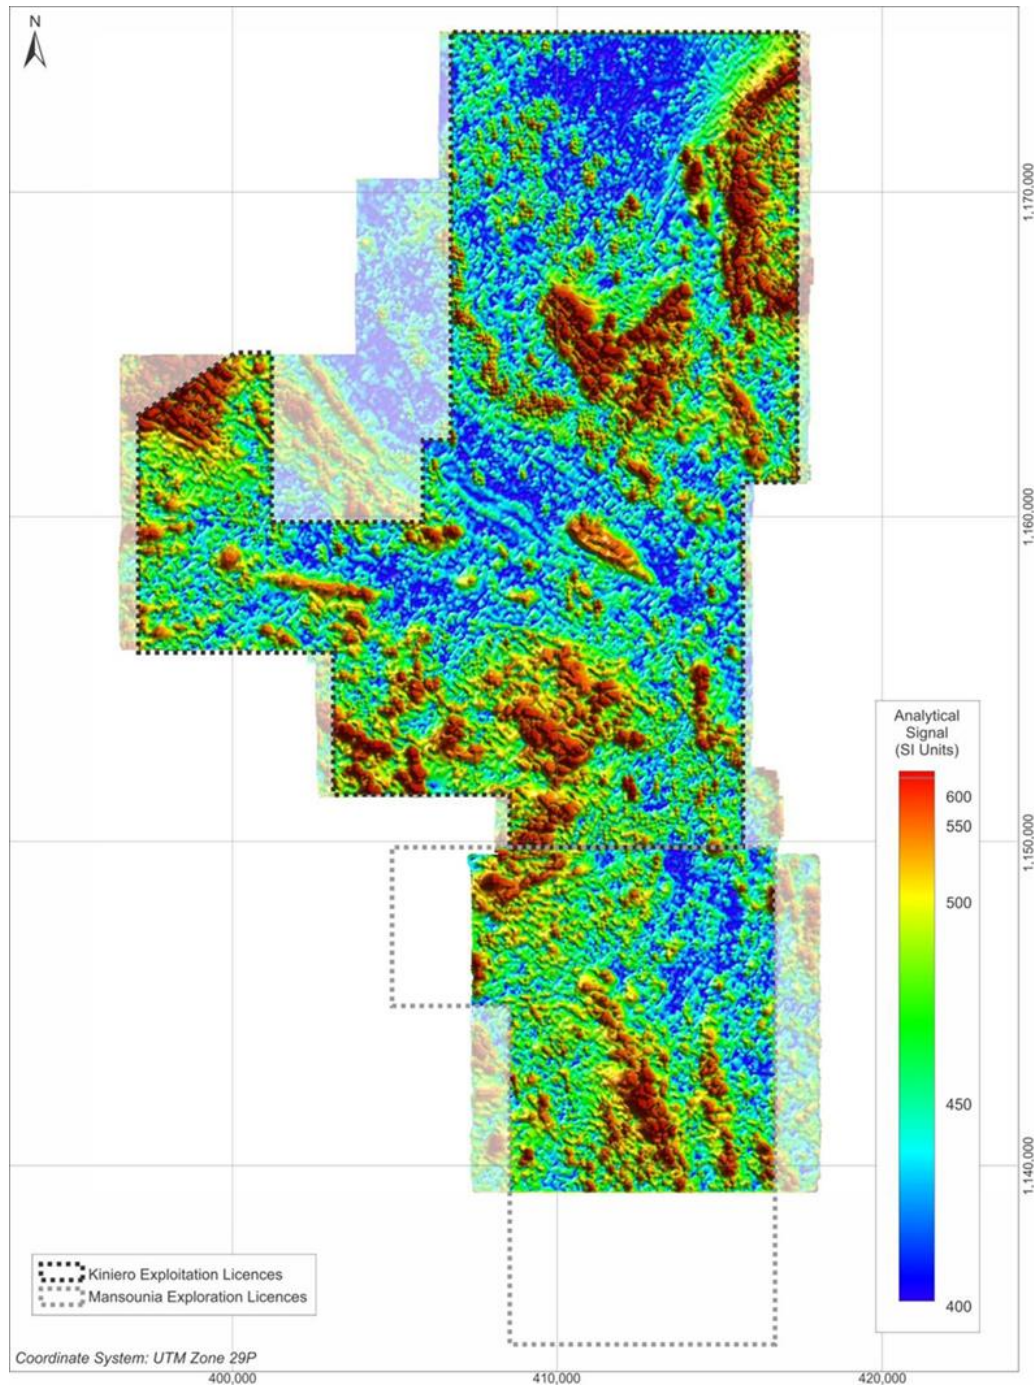 N
1,170,000
1,160,000
Analytical
Signal
(SI Units)
600
550
500
450
400
1,150,000
1,140,000
Kiniero Exploitation Licences
Mansounia Exploration Licences
Coordinate System: UTM Zone 29P
400,000
410,000
420,000